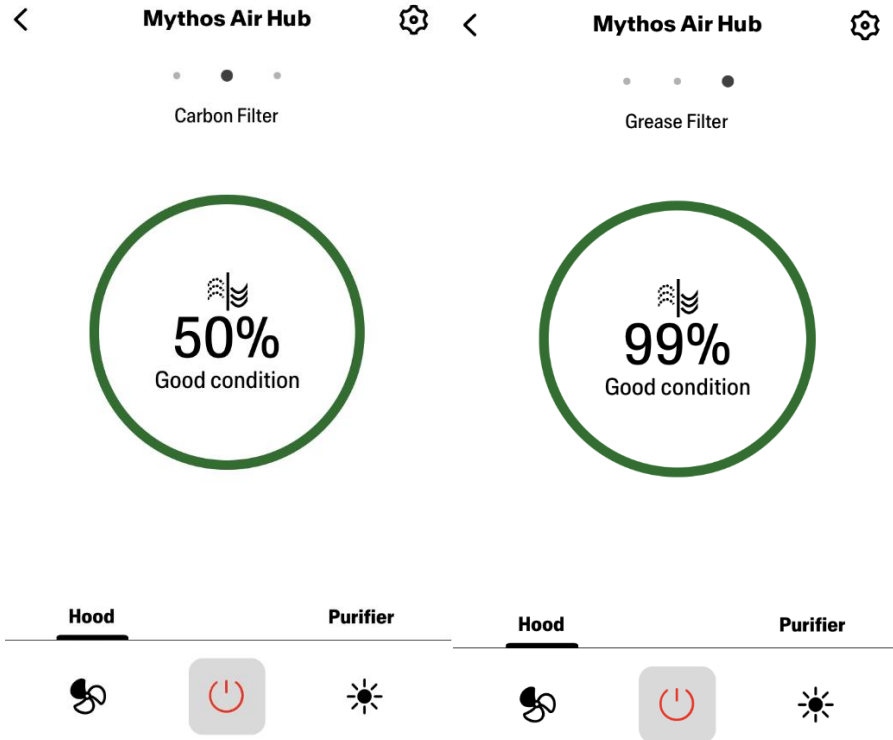 Mythos Air Hub
Carbon Filter
50%
Good condition
Hood
Purifier
Mythos Air Hub
Grease Filter
99%
Good condition
Hood
Purifier